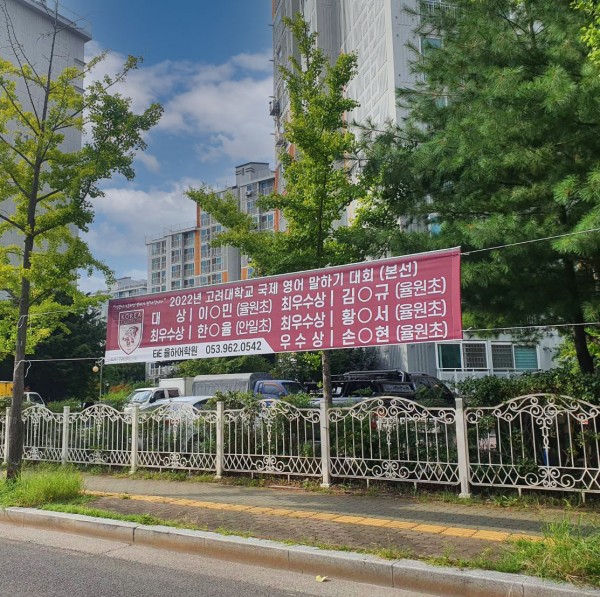 2022년 고려대학교 국제 영어 말하기 대회 (본선)
대 상 | 이○민 (율원초) 최우수상 | 김○규 (율원초)
최우수상 | 한○율 (안일초) 최우수상 | 황○서 (율원초)
우수상 | 손○현 (율원초)
KOREA
EiE 율하어학원 053.962.0542